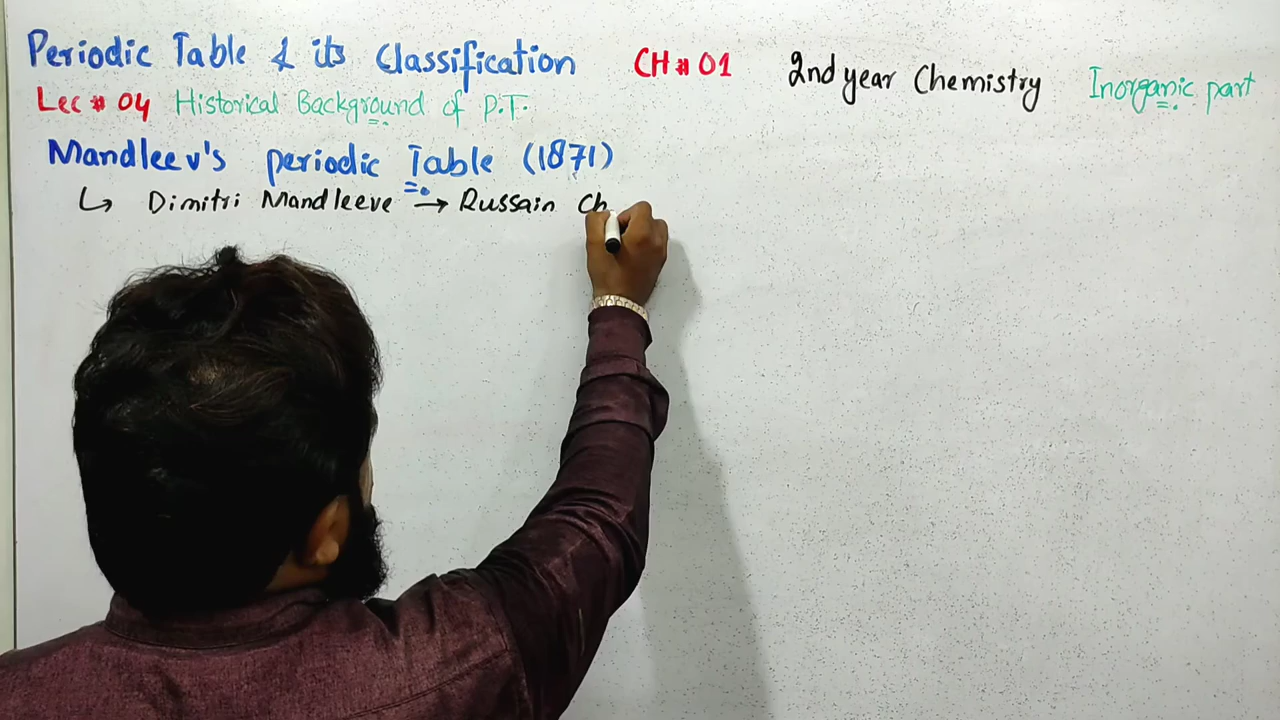 Periodic Table & its Classification CH # 01 2nd year Chemistry Inorganic part
Lec # 04 Historical Background of P.T.
Mandleev's periodic Table (1871)
↳ Dimitri Mandleeve → Russain Ch